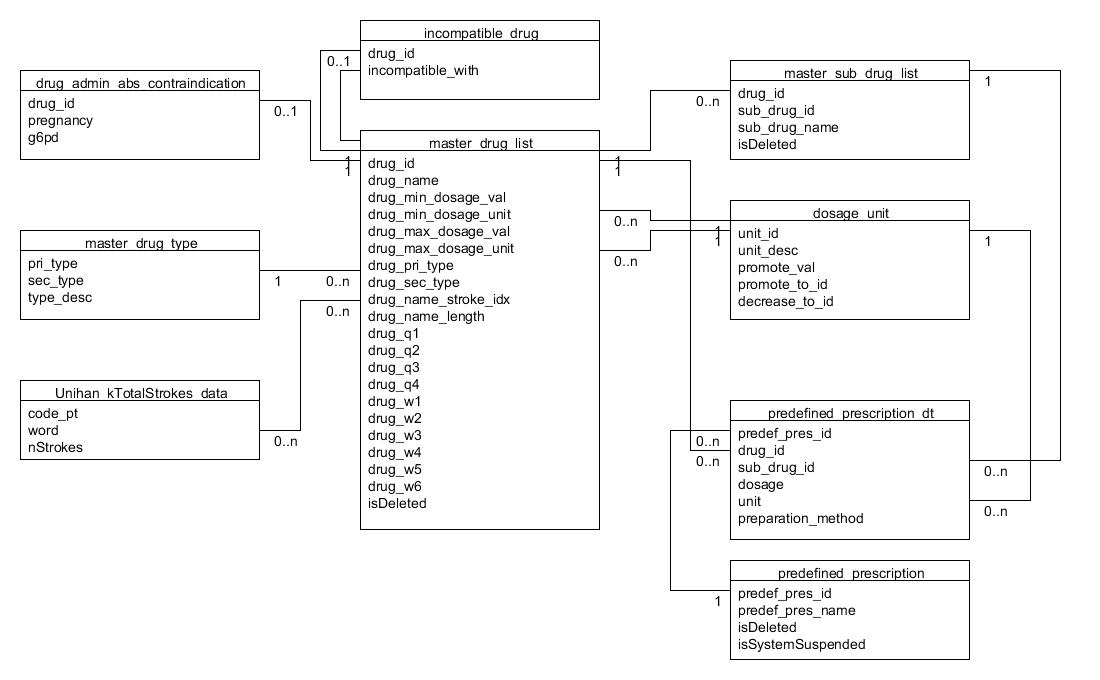 incompatible_drug
drug_id
incompatible_with
0..1
drug_admin_abs_contraindication
drug_id
pregnancy
g6pd
0..1
master_sub_drug_list
drug_id
sub_drug_id
sub_drug_name
isDeleted
0..n
1
master_drug_list
drug_id
drug_name
drug_min_dosage_val
drug_min_dosage_unit
drug_max_dosage_val
drug_max_dosage_unit
drug_pri_type
drug_sec_type
drug_name_stroke_idx
drug_name_length
drug_q1
drug_q2
drug_q3
drug_q4
drug_w1
drug_w2
drug_w3
drug_w4
drug_w5
drug_w6
isDeleted
1
1
1
1
0..n
0..n
0..n
0..n
master_drug_type
pri_type
sec_type
type_desc
1
dosage_unit
unit_id
unit_desc
promote_val
promote_to_id
decrease_to_id
1
1
1
Unihan_kTotalStrokes_data
code_pt
word
nStrokes
0..n
predefined_prescription_dt
predef_pres_id
drug_id
sub_drug_id
dosage
unit
preparation_method
0..n
0..n
0..n
0..n
predefined_prescription
predef_pres_id
predef_pres_name
isDeleted
isSystemSuspended
1